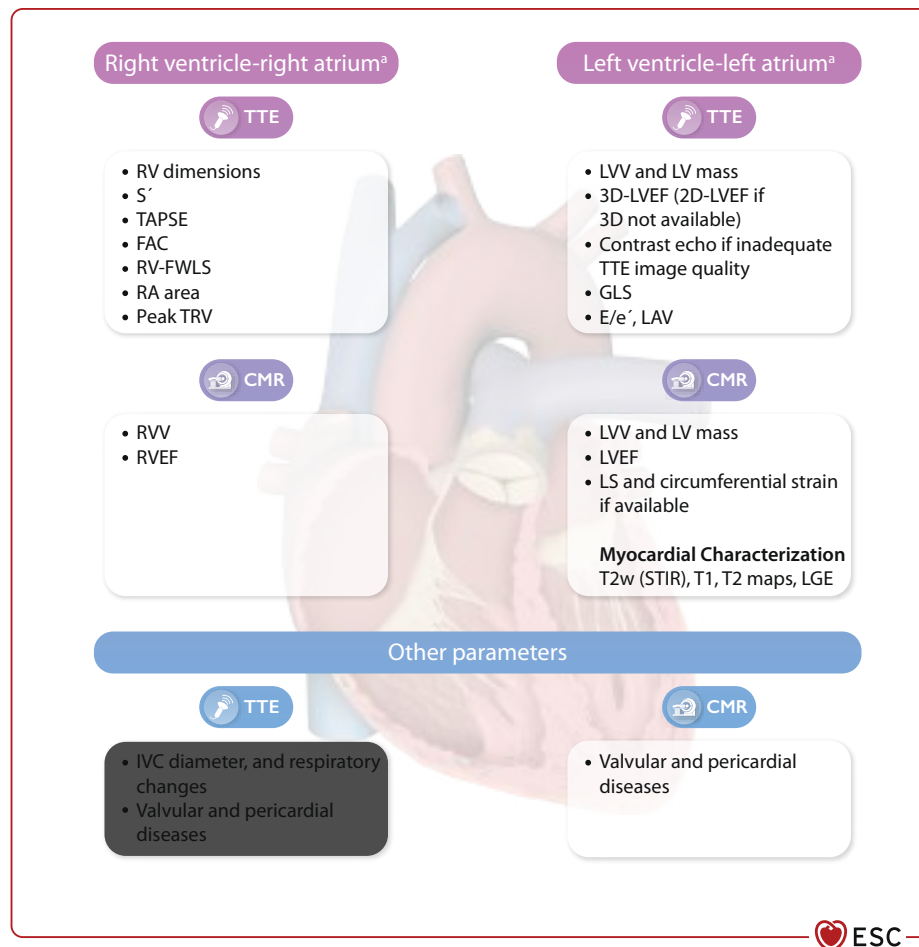 Right ventricle-right atriumª
TTE
• RV dimensions
• S´
• TAPSE
• FAC
• RV-FWLS
• RA area
• Peak TRV
CMR
• RVV
• RVEF
Left ventricle-left atriumª
TTE
• LVV and LV mass
• 3D-LVEF (2D-LVEF if
3D not available)
• Contrast echo if inadequate
TTE image quality
• GLS
• E/e´, LAV
CMR
• LVV and LV mass
• LVEF
• LS and circumferential strain
if available
Myocardial Characterization
T2w (STIR), T1, T2 maps, LGE
Other parameters
TTE
• IVC diameter, and respiratory
changes
• Valvular and pericardial
diseases
CMR
• Valvular and pericardial
diseases
ESC